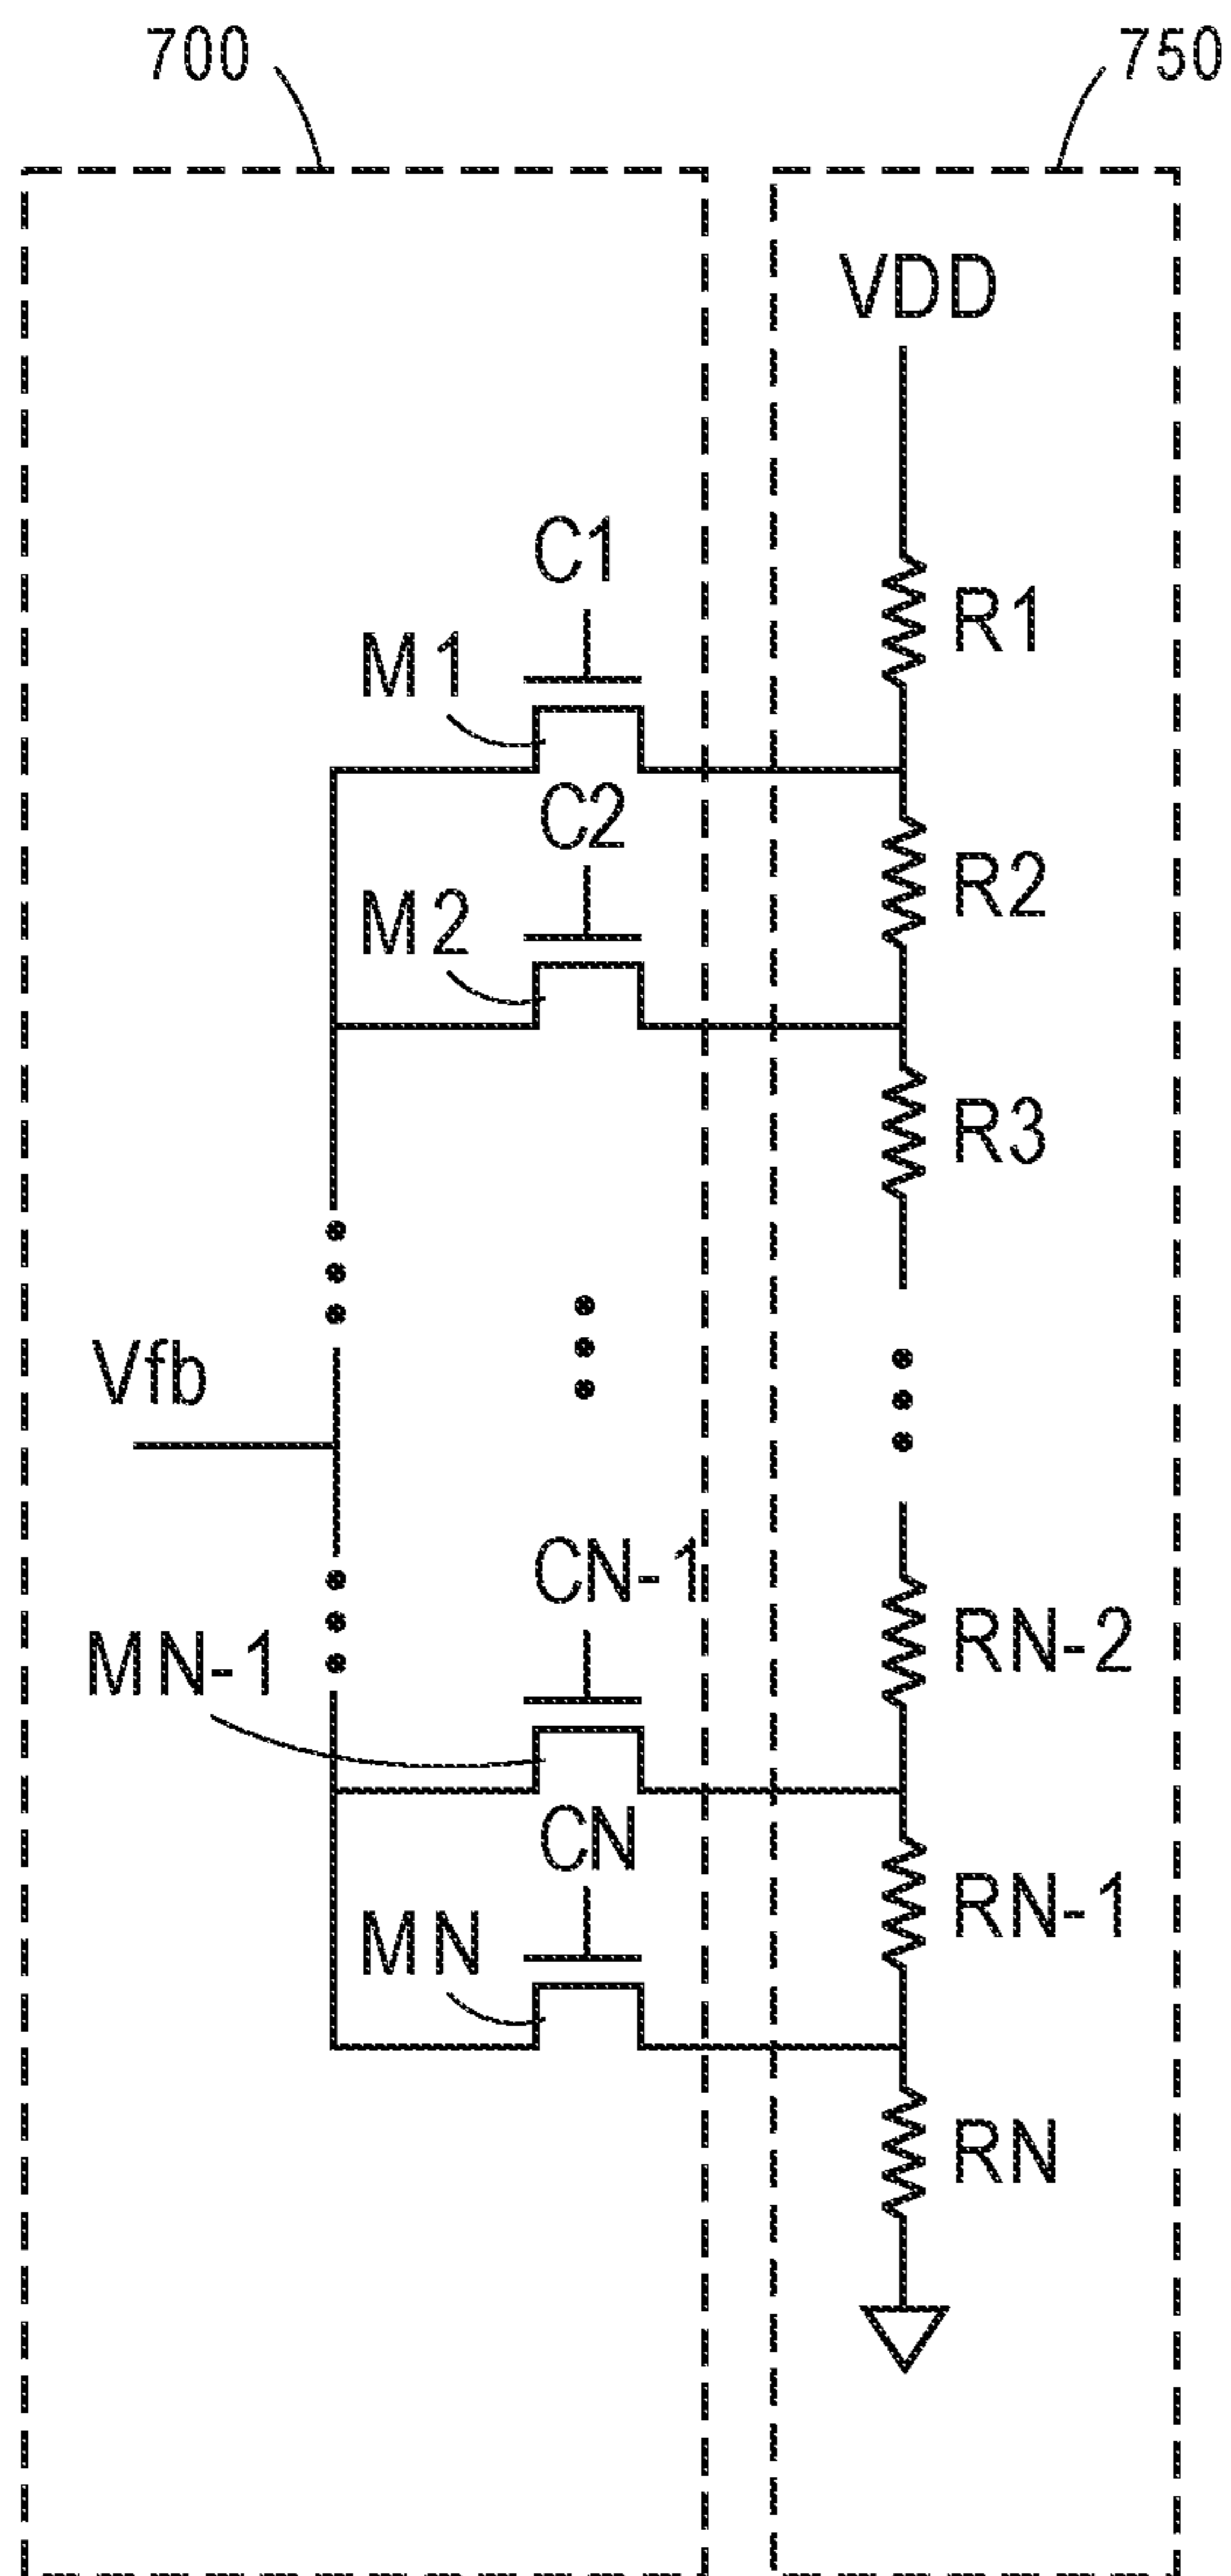 700
750
VDD
C1
R1
M1
C2
R2
M2
R3
Vfb
CN-1
RN-2
MN-1
CN
RN-1
MN
RN